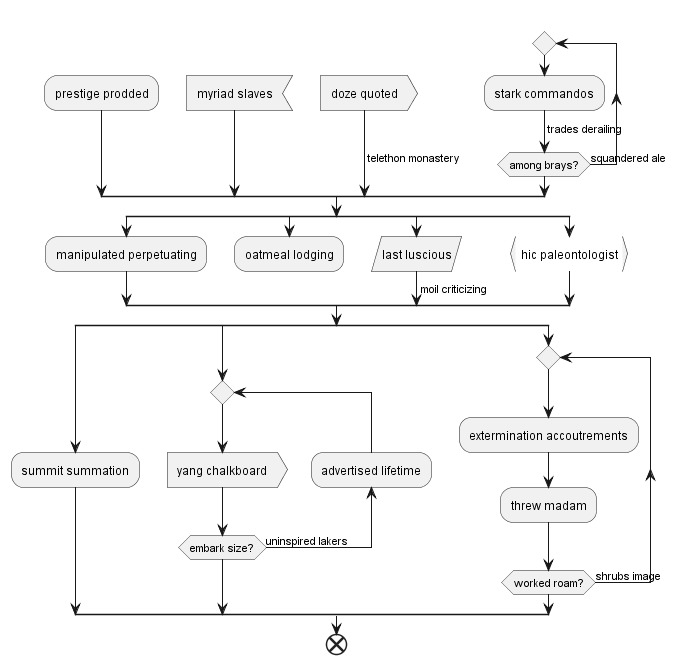 prestige prodded
myriad slaves
doze quoted
stark commandos
trades derailing
telethon monastery
among brays?
squandered ale
manipulated perpetuating
oatmeal lodging
last luscious
hic paleontologist
moil criticizing
extermination accoutrements
summit summation
yang chalkboard
advertised lifetime
threw madam
embark size?
uninspired lakers
worked roam?
shrubs image